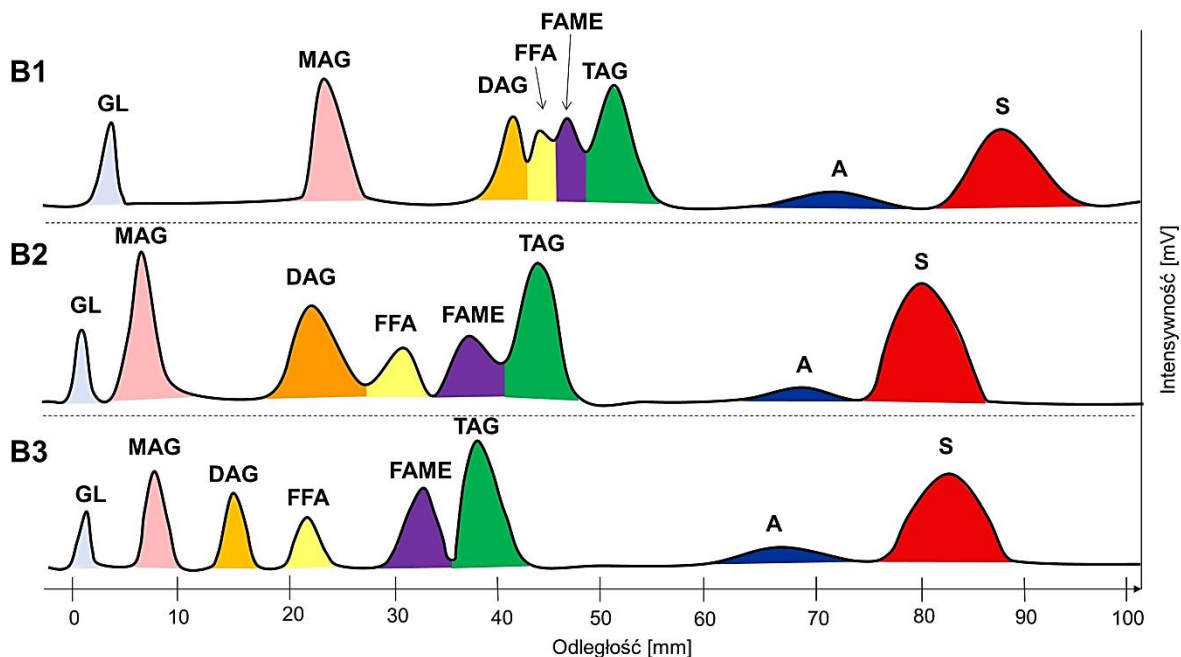 B1
GL
MAG
DAG
FFA
FAME
TAG
A
S
B2
GL
MAG
DAG
FFA
FAME
TAG
A
S
B3
GL
MAG
DAG
FFA
FAME
TAG
A
S
0 10 20 30 40 50 60 70 80 90 100
Odległość [mm]
Intensywność [mV]